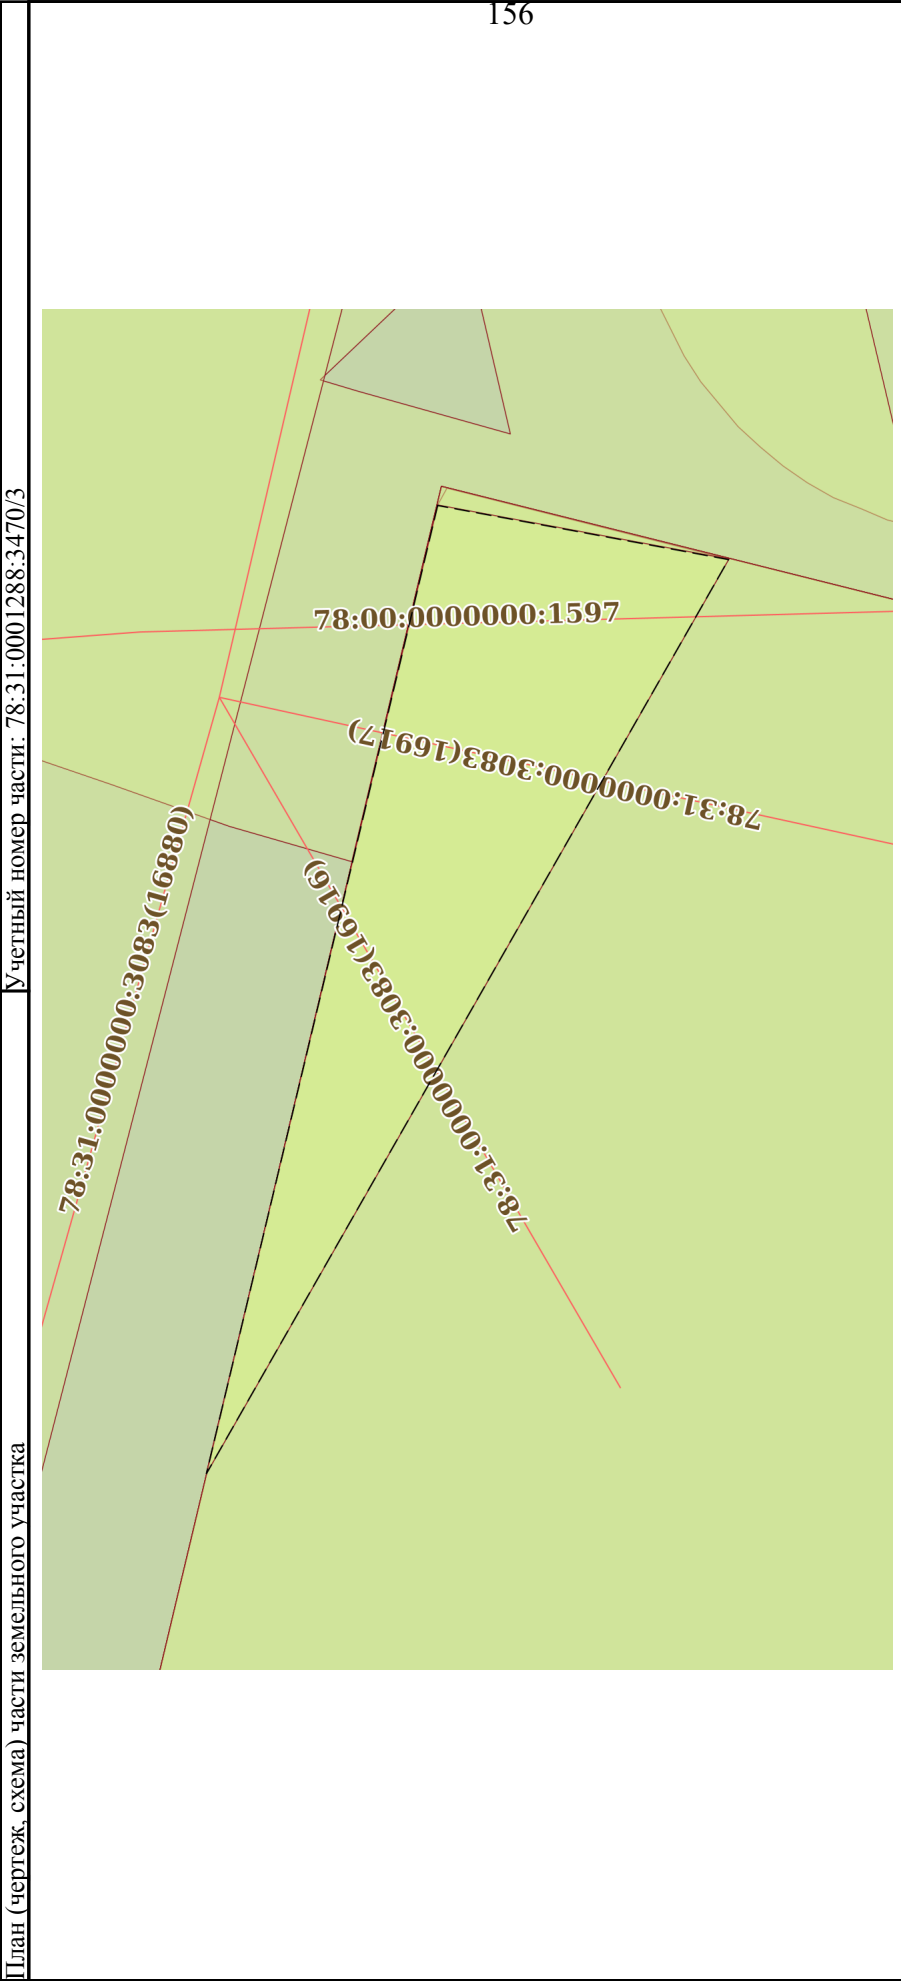 156
План (чертеж, схема) части земельного участка
Учетный номер части: 78:31:0001288:3470/3
78:00:0000000:1597
78:31:0000000:3083(16917)
78:31:0000000:3083(16880)
78:31:0000000:3083(16916)